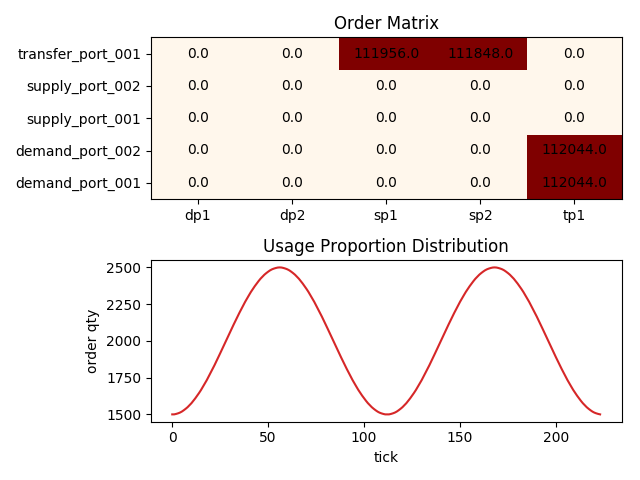 Order Matrix
transfer_port_001 0.0 0.0 111956.0 111848.0 0.0
supply_port_002 0.0 0.0 0.0 0.0 0.0
supply_port_001 0.0 0.0 0.0 0.0 0.0
demand_port_002 0.0 0.0 0.0 0.0 112044.0
demand_port_001 0.0 0.0 0.0 0.0 112044.0
dp1 dp2 sp1 sp2 tp1
Usage Proportion Distribution
2500
2250
2000
1750
1500
order qty
0 50 100 150 200
tick